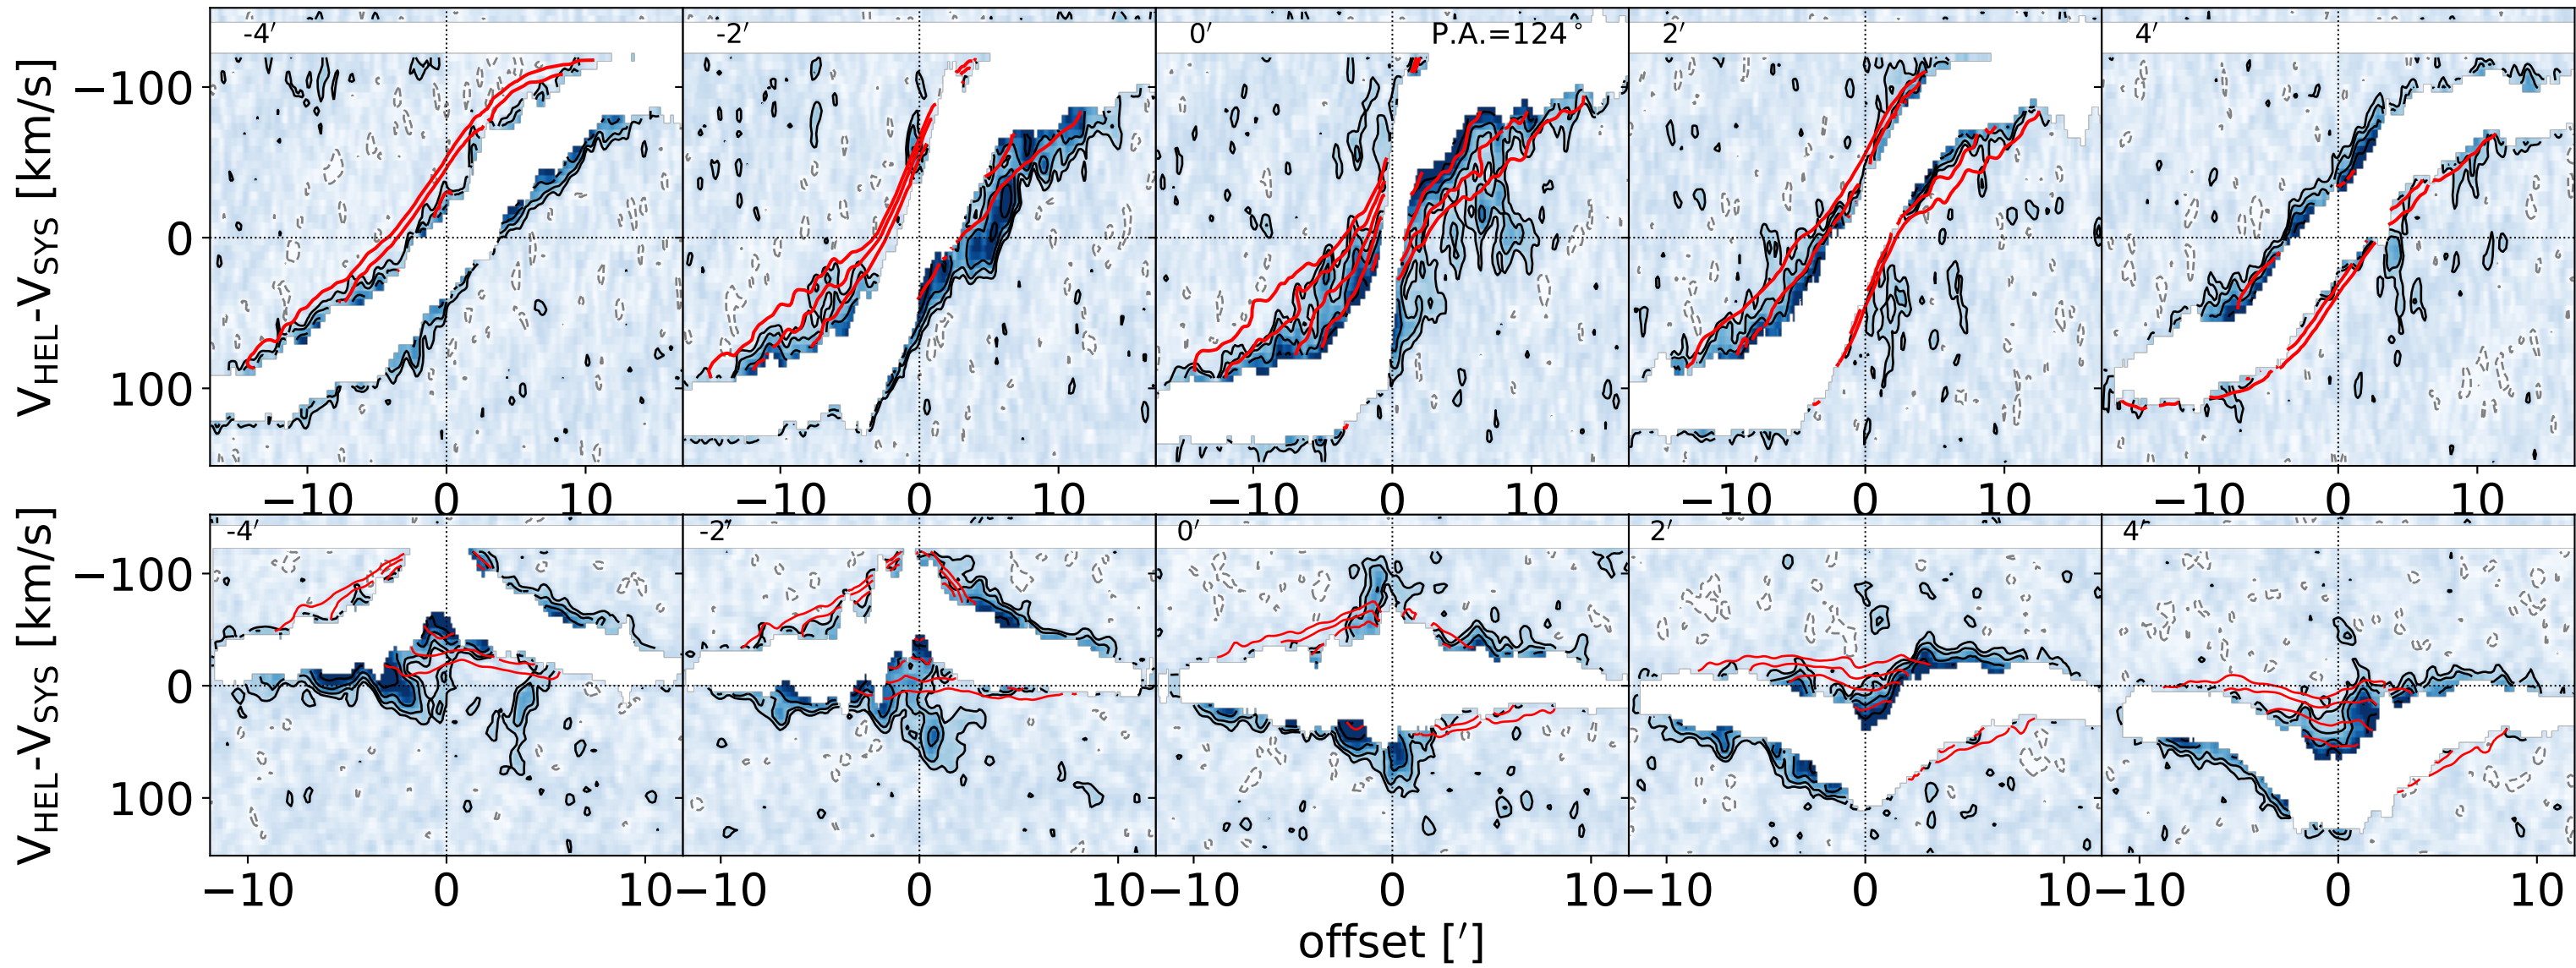 -4′ -2′ 0′ P.A.=124° 2′ 4′
V_HEL-V_SYS [km/s]
−100
0
100
−10 0 10 −10 0 10 −10 0 10 −10 0 10 −10 0 10
-4′ -2′ 0′ 2′ 4′
V_HEL-V_SYS [km/s]
−100
0
100
−10 0 10 −10 0 10 −10 0 10 −10 0 10 −10 0 10
offset [′]